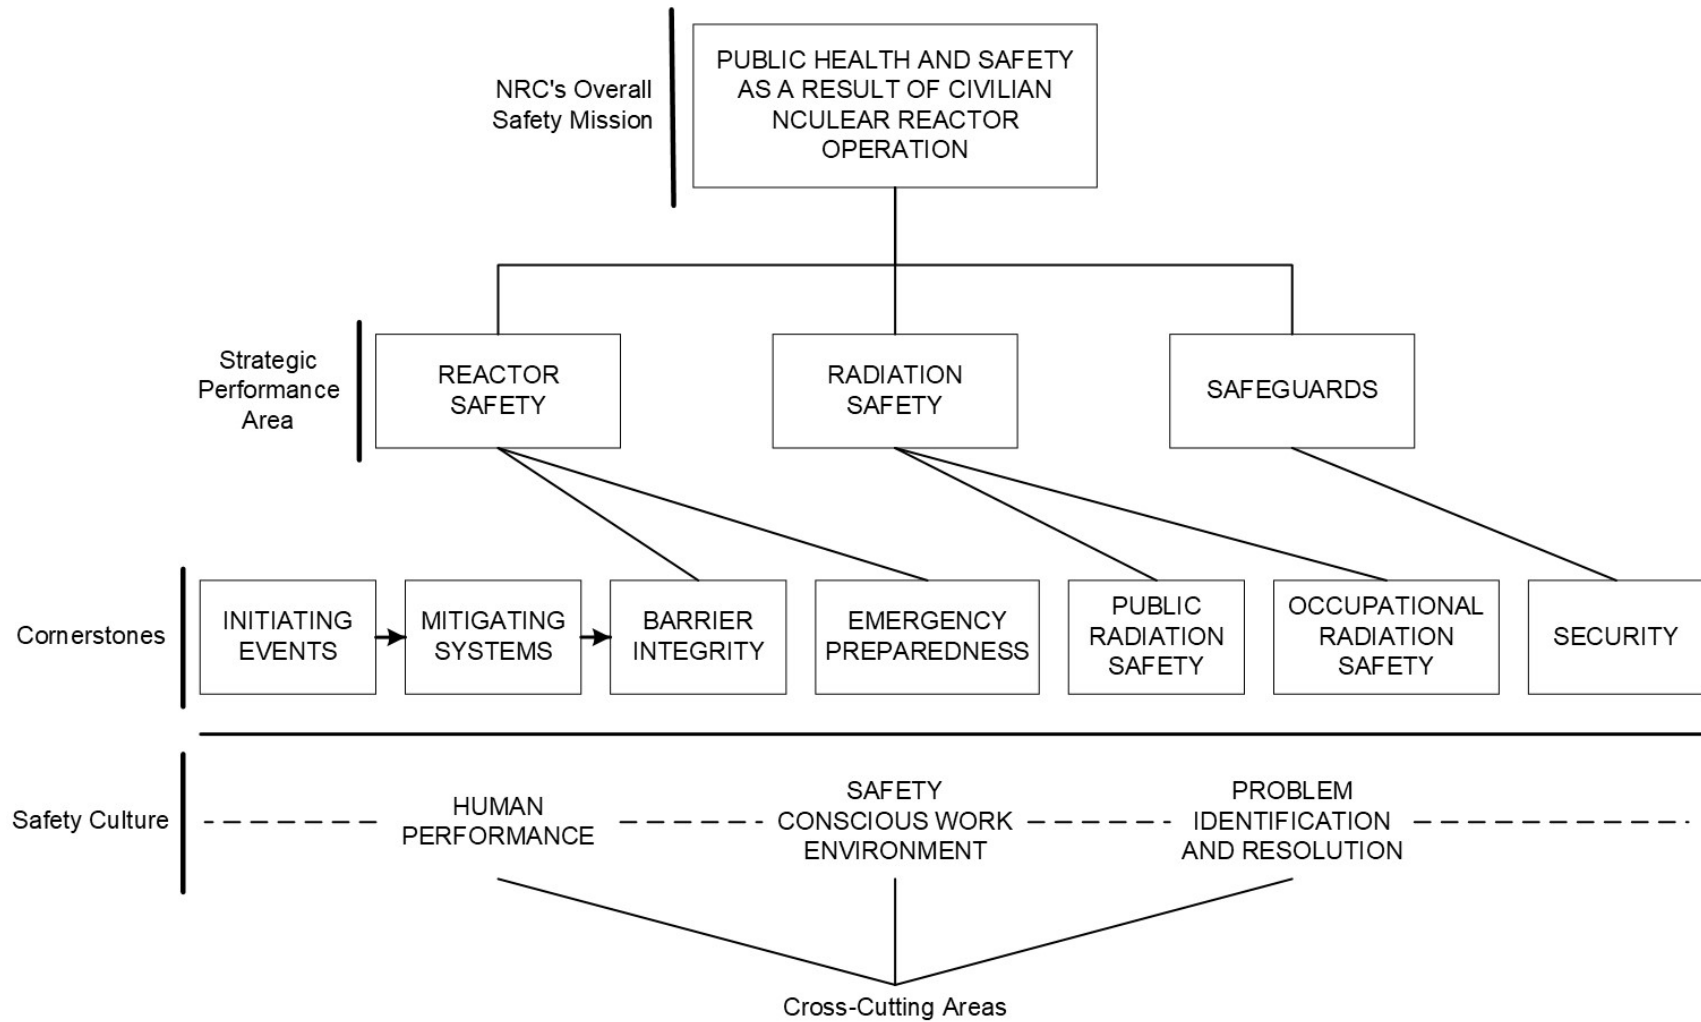 NRC's Overall
Safety Mission
PUBLIC HEALTH AND SAFETY
AS A RESULT OF CIVILIAN
NCULEAR REACTOR
OPERATION
Strategic
Performance
Area
REACTOR
SAFETY
RADIATION
SAFETY
SAFEGUARDS
Cornerstones
INITIATING
EVENTS
MITIGATING
SYSTEMS
BARRIER
INTEGRITY
EMERGENCY
PREPAREDNESS
PUBLIC
RADIATION
SAFETY
OCCUPATIONAL
RADIATION
SAFETY
SECURITY
Safety Culture
HUMAN
PERFORMANCE
SAFETY
CONSCIOUS WORK
ENVIRONMENT
PROBLEM
IDENTIFICATION
AND RESOLUTION
Cross-Cutting Areas